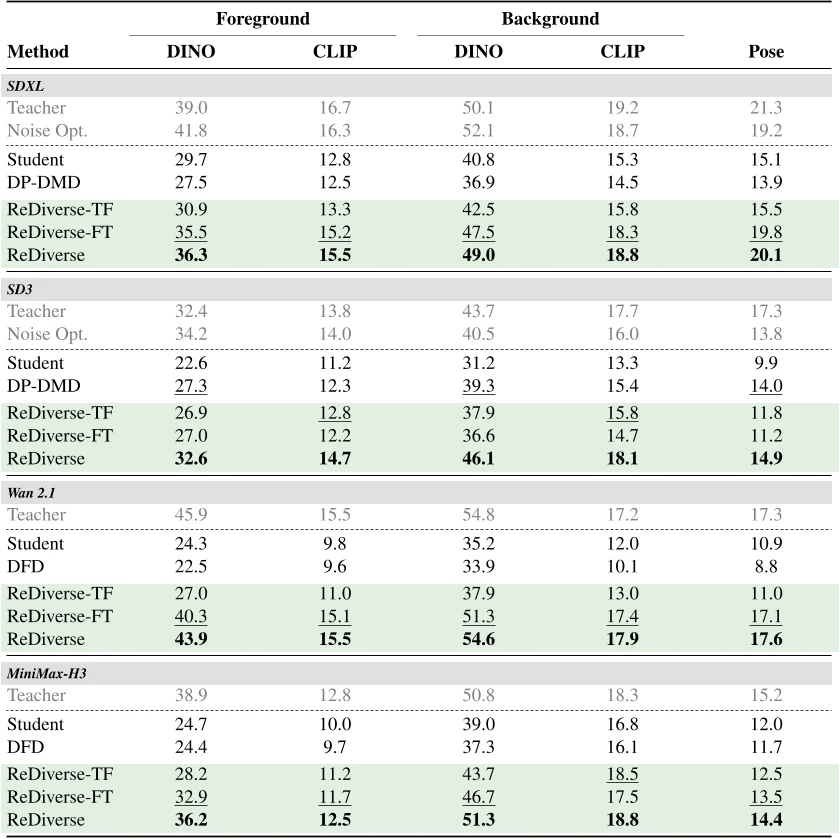 Foreground Background
Method DINO CLIP DINO CLIP Pose
SDXL
Teacher 39.0 16.7 50.1 19.2 21.3
Noise Opt. 41.8 16.3 52.1 18.7 19.2
Student 29.7 12.8 40.8 15.3 15.1
DP-DMD 27.5 12.5 36.9 14.5 13.9
ReDiverse-TF 30.9 13.3 42.5 15.8 15.5
ReDiverse-FT 35.5 15.2 47.5 18.3 19.8
ReDiverse 36.3 15.5 49.0 18.8 20.1
SD3
Teacher 32.4 13.8 43.7 17.7 17.3
Noise Opt. 34.2 14.0 40.5 16.0 13.8
Student 22.6 11.2 31.2 13.3 9.9
DP-DMD 27.3 12.3 39.3 15.4 14.0
ReDiverse-TF 26.9 12.8 37.9 15.8 11.8
ReDiverse-FT 27.0 12.2 36.6 14.7 11.2
ReDiverse 32.6 14.7 46.1 18.1 14.9
Wan 2.1
Teacher 45.9 15.5 54.8 17.2 17.3
Student 24.3 9.8 35.2 12.0 10.9
DFD 22.5 9.6 33.9 10.1 8.8
ReDiverse-TF 27.0 11.0 37.9 13.0 11.0
ReDiverse-FT 40.3 15.1 51.3 17.4 17.1
ReDiverse 43.9 15.5 54.6 17.9 17.6
MiniMax-H3
Teacher 38.9 12.8 50.8 18.3 15.2
Student 24.7 10.0 39.0 16.8 12.0
DFD 24.4 9.7 37.3 16.1 11.7
ReDiverse-TF 28.2 11.2 43.7 18.5 12.5
ReDiverse-FT 32.9 11.7 46.7 17.5 13.5
ReDiverse 36.2 12.5 51.3 18.8 14.4